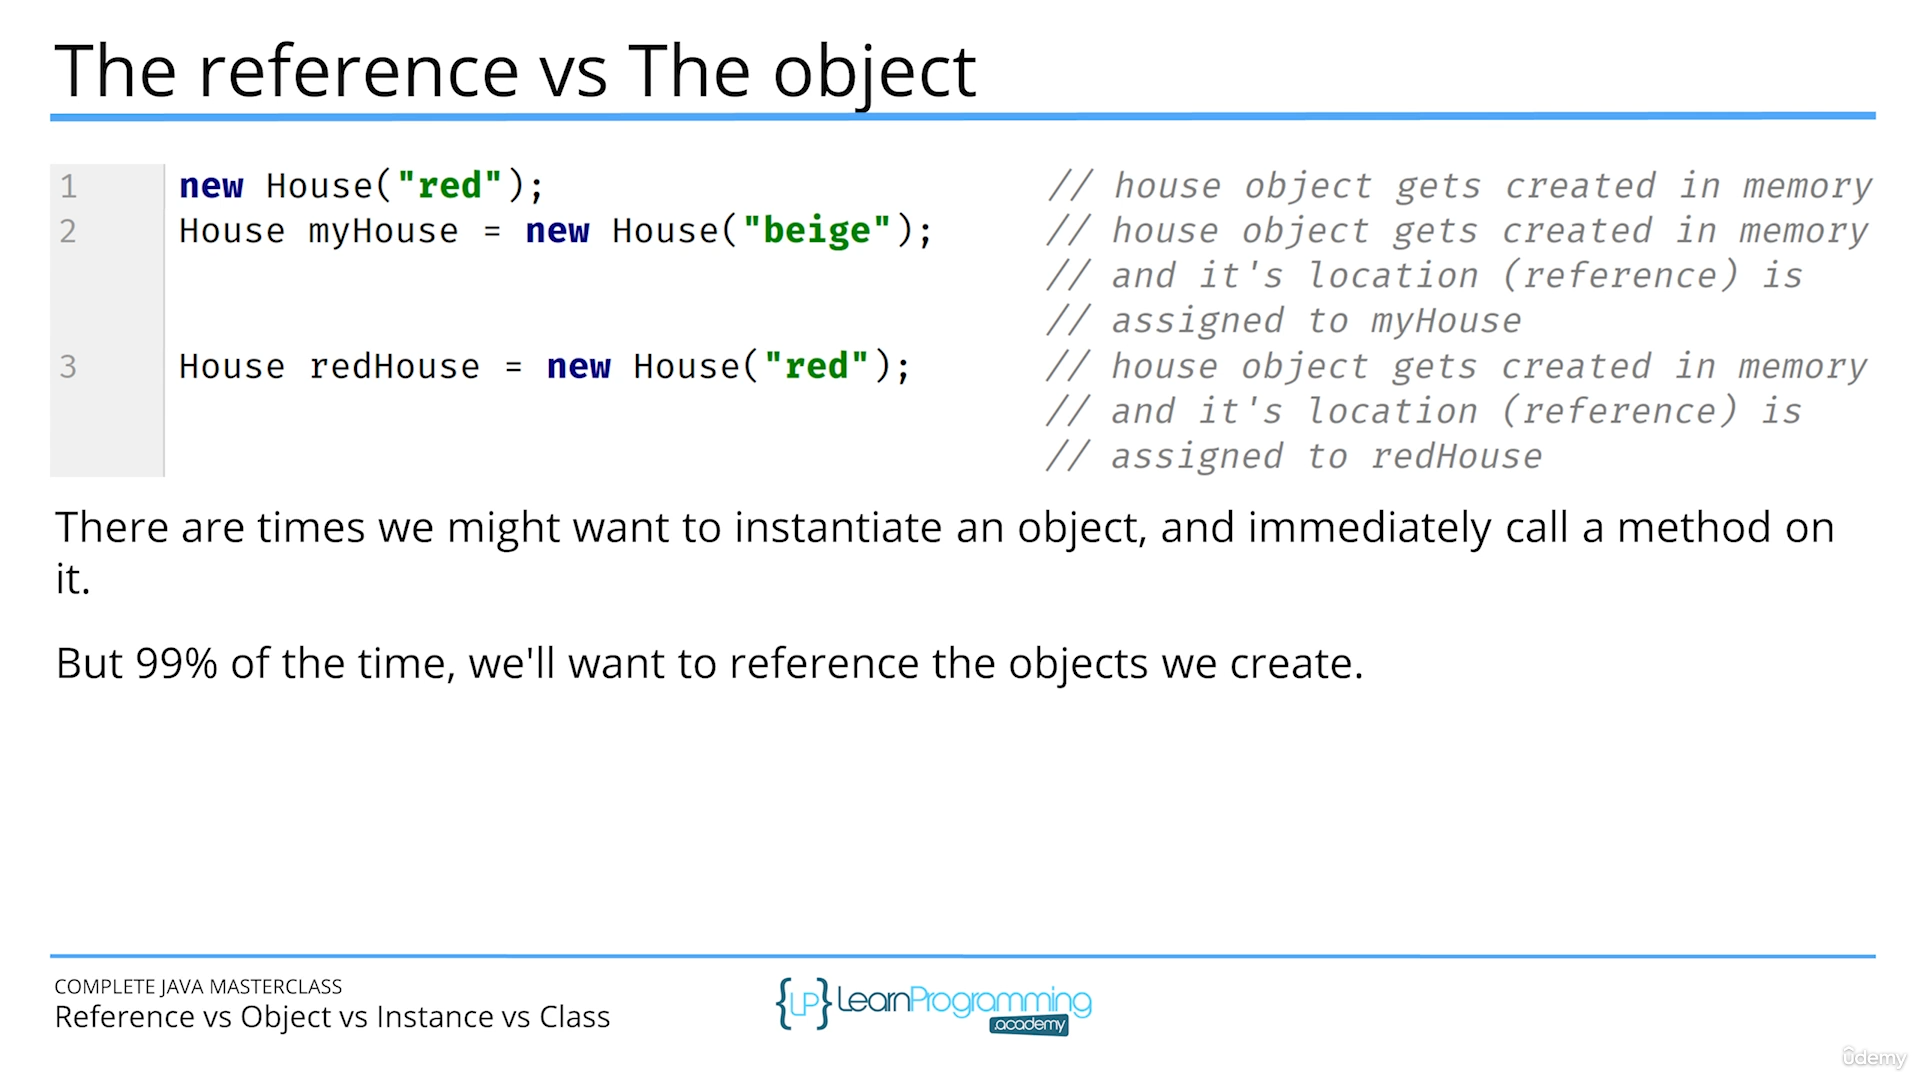 The reference vs The object
1 new House("red"); // house object gets created in memory
2 House myHouse = new House("beige"); // house object gets created in memory
// and it's location (reference) is
// assigned to myHouse
3 House redHouse = new House("red"); // house object gets created in memory
// and it's location (reference) is
// assigned to redHouse
There are times we might want to instantiate an object, and immediately call a method on
it.
But 99% of the time, we'll want to reference the objects we create.
COMPLETE JAVA MASTERCLASS
Reference vs Object vs Instance vs Class
{LP} LearnProgramming
.academy
ûdemy